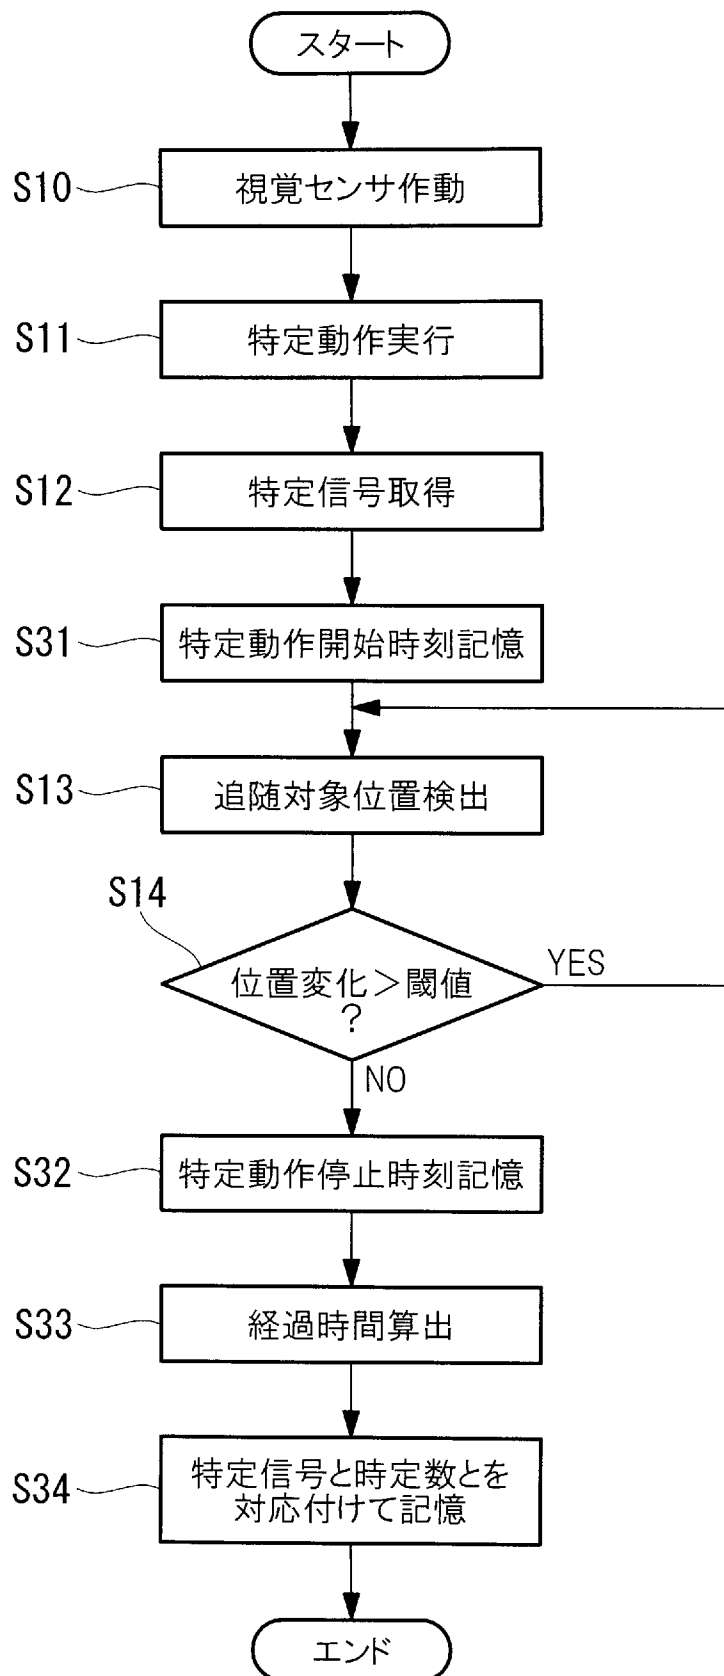 スタート
S10
視覚センサ作動
S11
特定動作実行
S12
特定信号取得
S31
特定動作開始時刻記憶
S13
追随対象位置検出
S14
位置変化＞閾値
?
YES
NO
S32
特定動作停止時刻記憶
S33
経過時間算出
S34
特定信号と時定数とを
対応付けて記憶
エンド